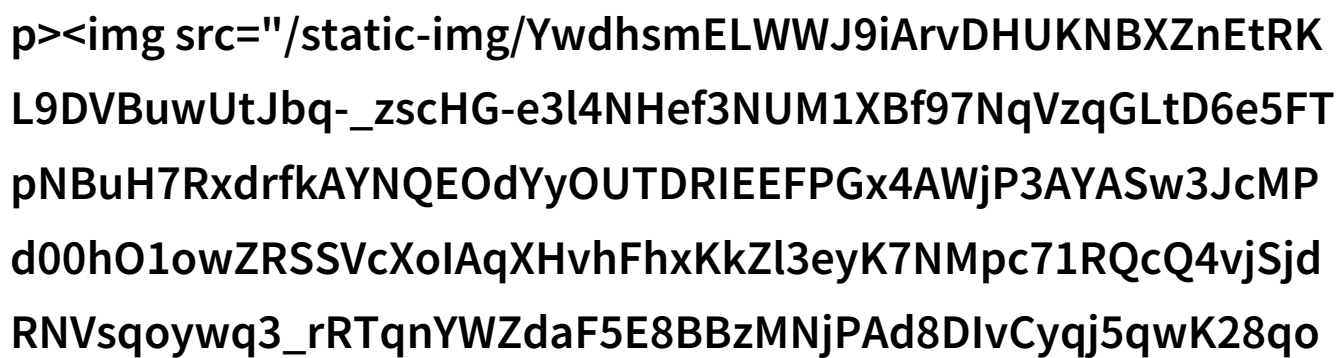 p><img src="/static-img/YwdhsmELWWJ9iArvDHUKNBXZnEtRK
L9DVBuwUtJbq-_zscHG-e3l4NHef3NUM1XBf97NqVzqGLtD6e5FT
pNBuH7RxdrfkAYNQEOdYyOUTDRIEEFPGx4AWjP3AYASw3JcMP
d00hO1owZRSSVcXoIAqXHvhFhxKkZl3eyK7NMpc71RQcQ4vjSjd
RNVsqoywq3_rRTqnYWZdaF5E8BBzMNjPAd8DIvCyqj5qwK28qo